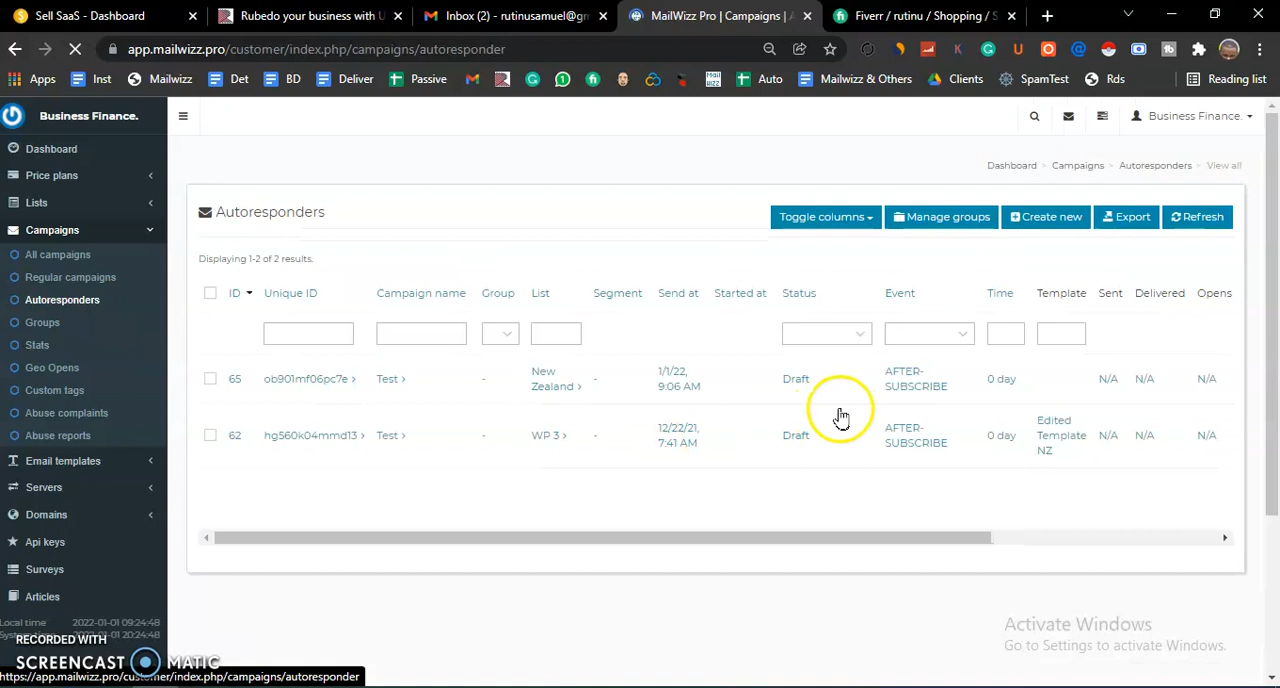 Sell SaaS - Dashboard
Rubedo your business with U
Inbox (2) - rutinusamuel@gm
MailWizz Pro | Campaigns | A
Fiverr / rutinu / Shopping / S
app.mailwizz.pro/customer/index.php/campaigns/autoresponder
Apps Inst Mailwizz Det BD Deliver Passive Auto Mailwizz & Others Clients SpamTest Rds Reading list
Business Finance.
Business Finance.
Dashboard
Price plans
Lists
Campaigns
All campaigns
Regular campaigns
Autoresponders
Groups
Stats
Geo Opens
Custom tags
Abuse complaints
Abuse reports
Email templates
Servers
Domains
Api keys
Surveys
Articles
Local time 2022-01-01 09:24:48
2022-01-01 20:24:48
Dashboard > Campaigns > Autoresponders > View all
Autoresponders
Toggle columns
Manage groups
Create new
Export
Refresh
Displaying 1-2 of 2 results.
ID Unique ID Campaign name Group List Segment Send at Started at Status Event Time Template Sent Delivered Opens
65 ob901mf06pc7e > Test > - New Zealand > - 1/1/22, 9:06 AM Draft AFTER-SUBSCRIBE 0 day N/A N/A N/A
62 hg560k04mmd13 > Test > - WP 3 > - 12/22/21, 7:41 AM Draft AFTER-SUBSCRIBE 0 day Edited Template NZ N/A N/A N/A
Activate Windows
Go to Settings to activate Windows.
RECORDED WITH
SCREENCAST MATIC
https://app.mailwizz.pro/customer/index.php/campaigns/autoresponder